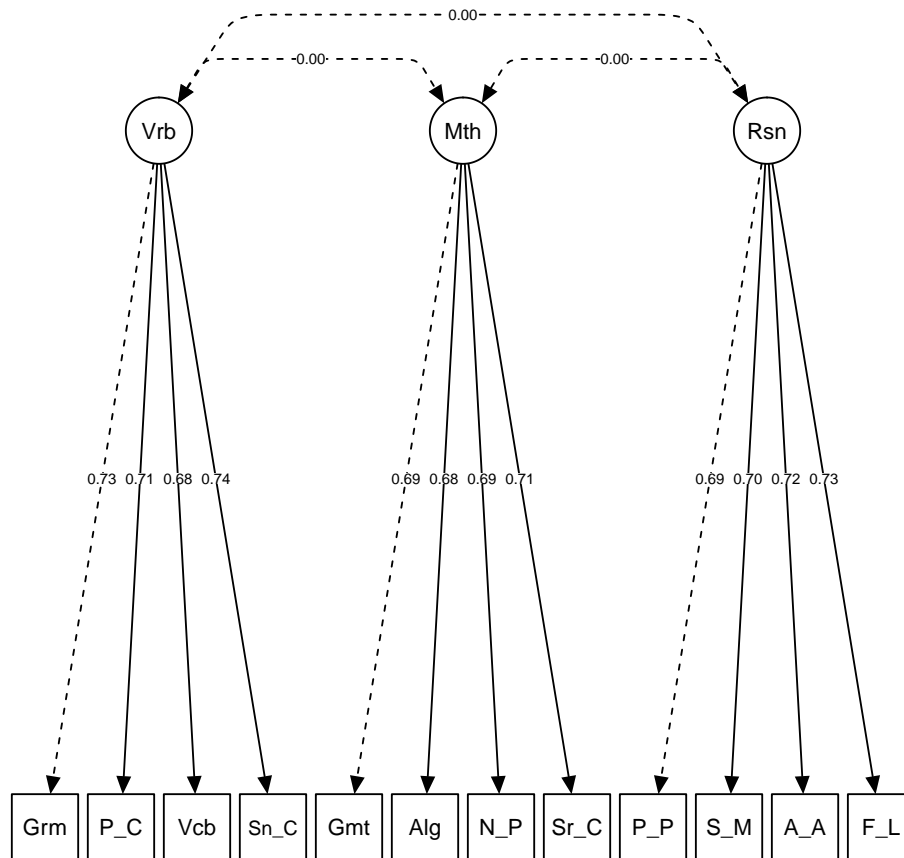 0.00
-0.00 -0.00
Vrb Mth Rsn
0.73 0.71 0.68 0.74 0.69 0.68 0.69 0.71 0.69 0.70 0.72 0.73
Grm P_C Vcb Sn_C Gmt Alg N_P Sr_C P_P S_M A_A F_L